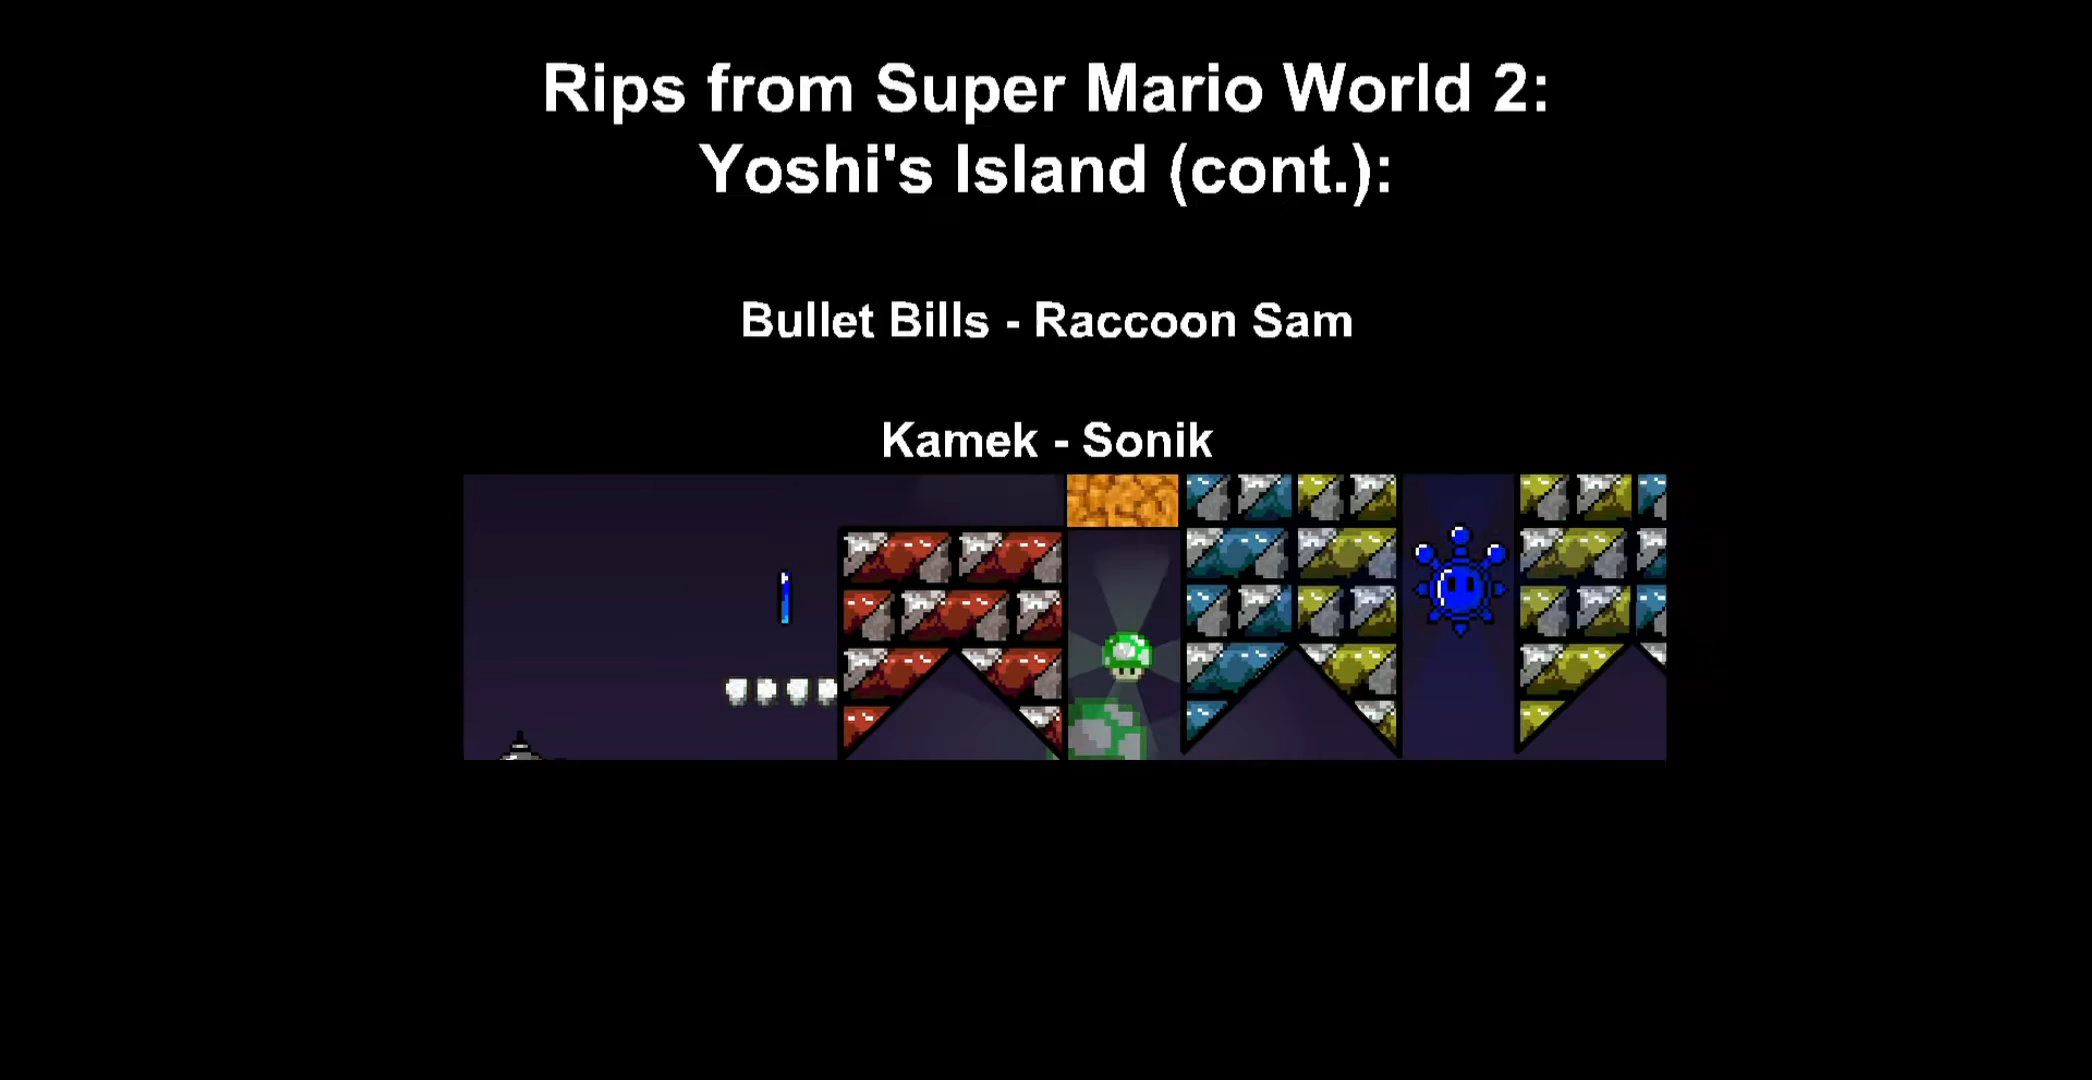 Rips from Super Mario World 2:
Yoshi's Island (cont.):
Bullet Bills - Raccoon Sam
Kamek - Sonik